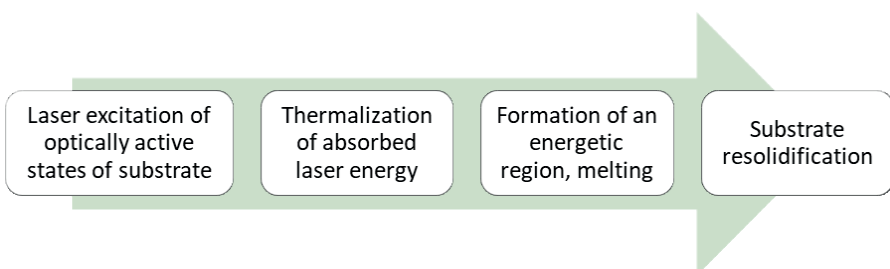 Laser excitation of
optically active
states of substrate
Thermalization
of absorbed
laser energy
Formation of an
energetic
region, melting
Substrate
resolidification